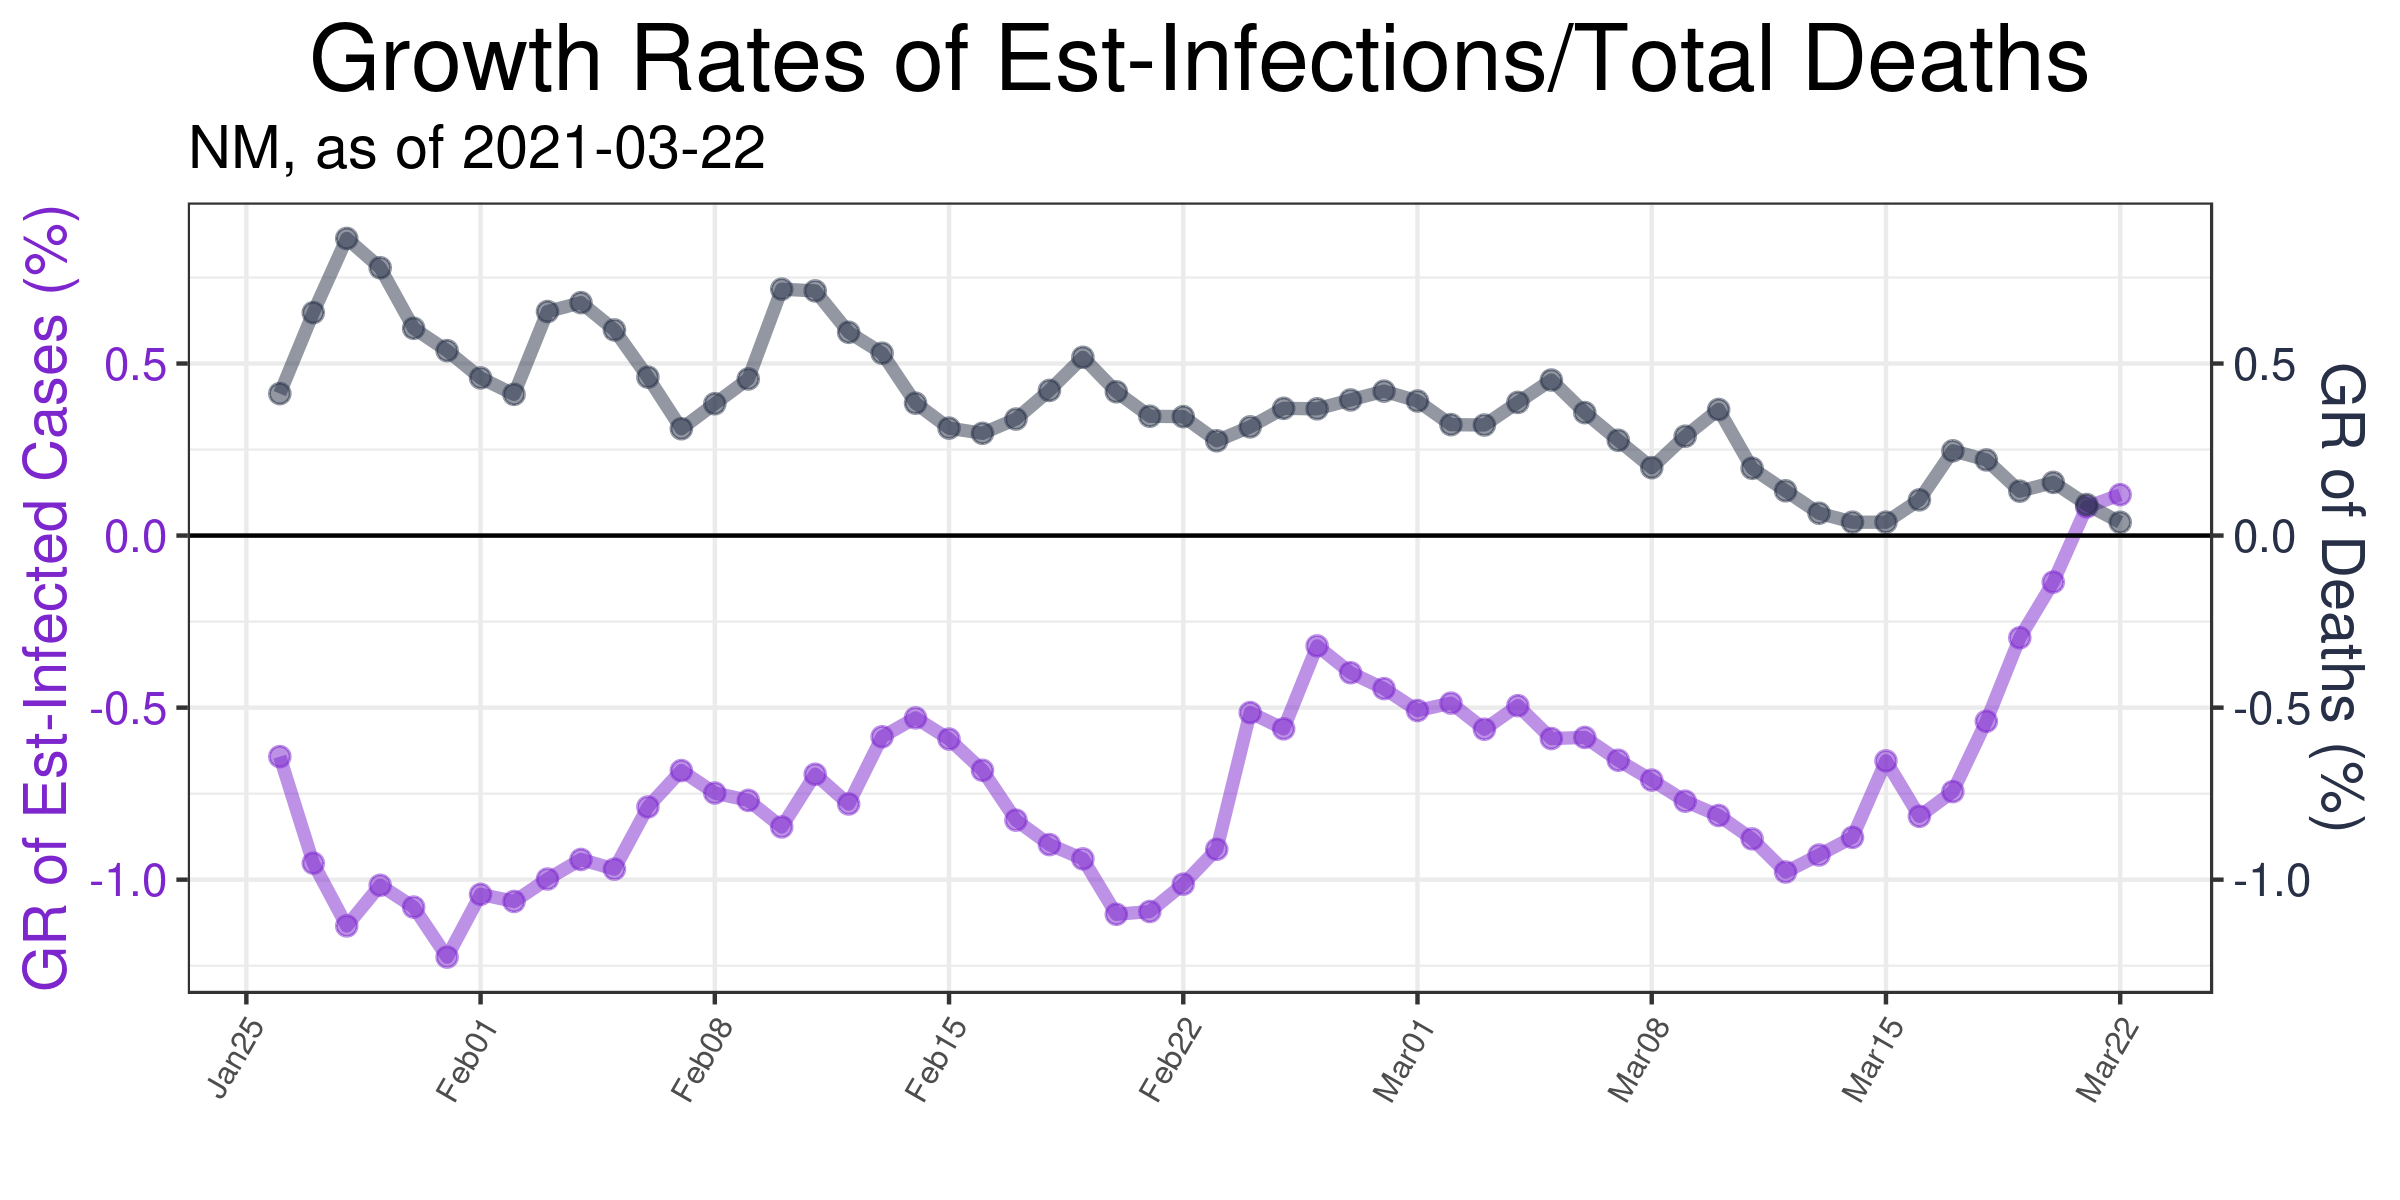 Growth Rates of Est-Infections/Total Deaths
NM, as of 2021-03-22
GR of Est-Infected Cases (%)
0.5
0.0
-0.5
-1.0
0.5
0.0
-0.5
-1.0
GR of Deaths (%)
Jan25
Feb01
Feb08
Feb15
Feb22
Mar01
Mar08
Mar15
Mar22